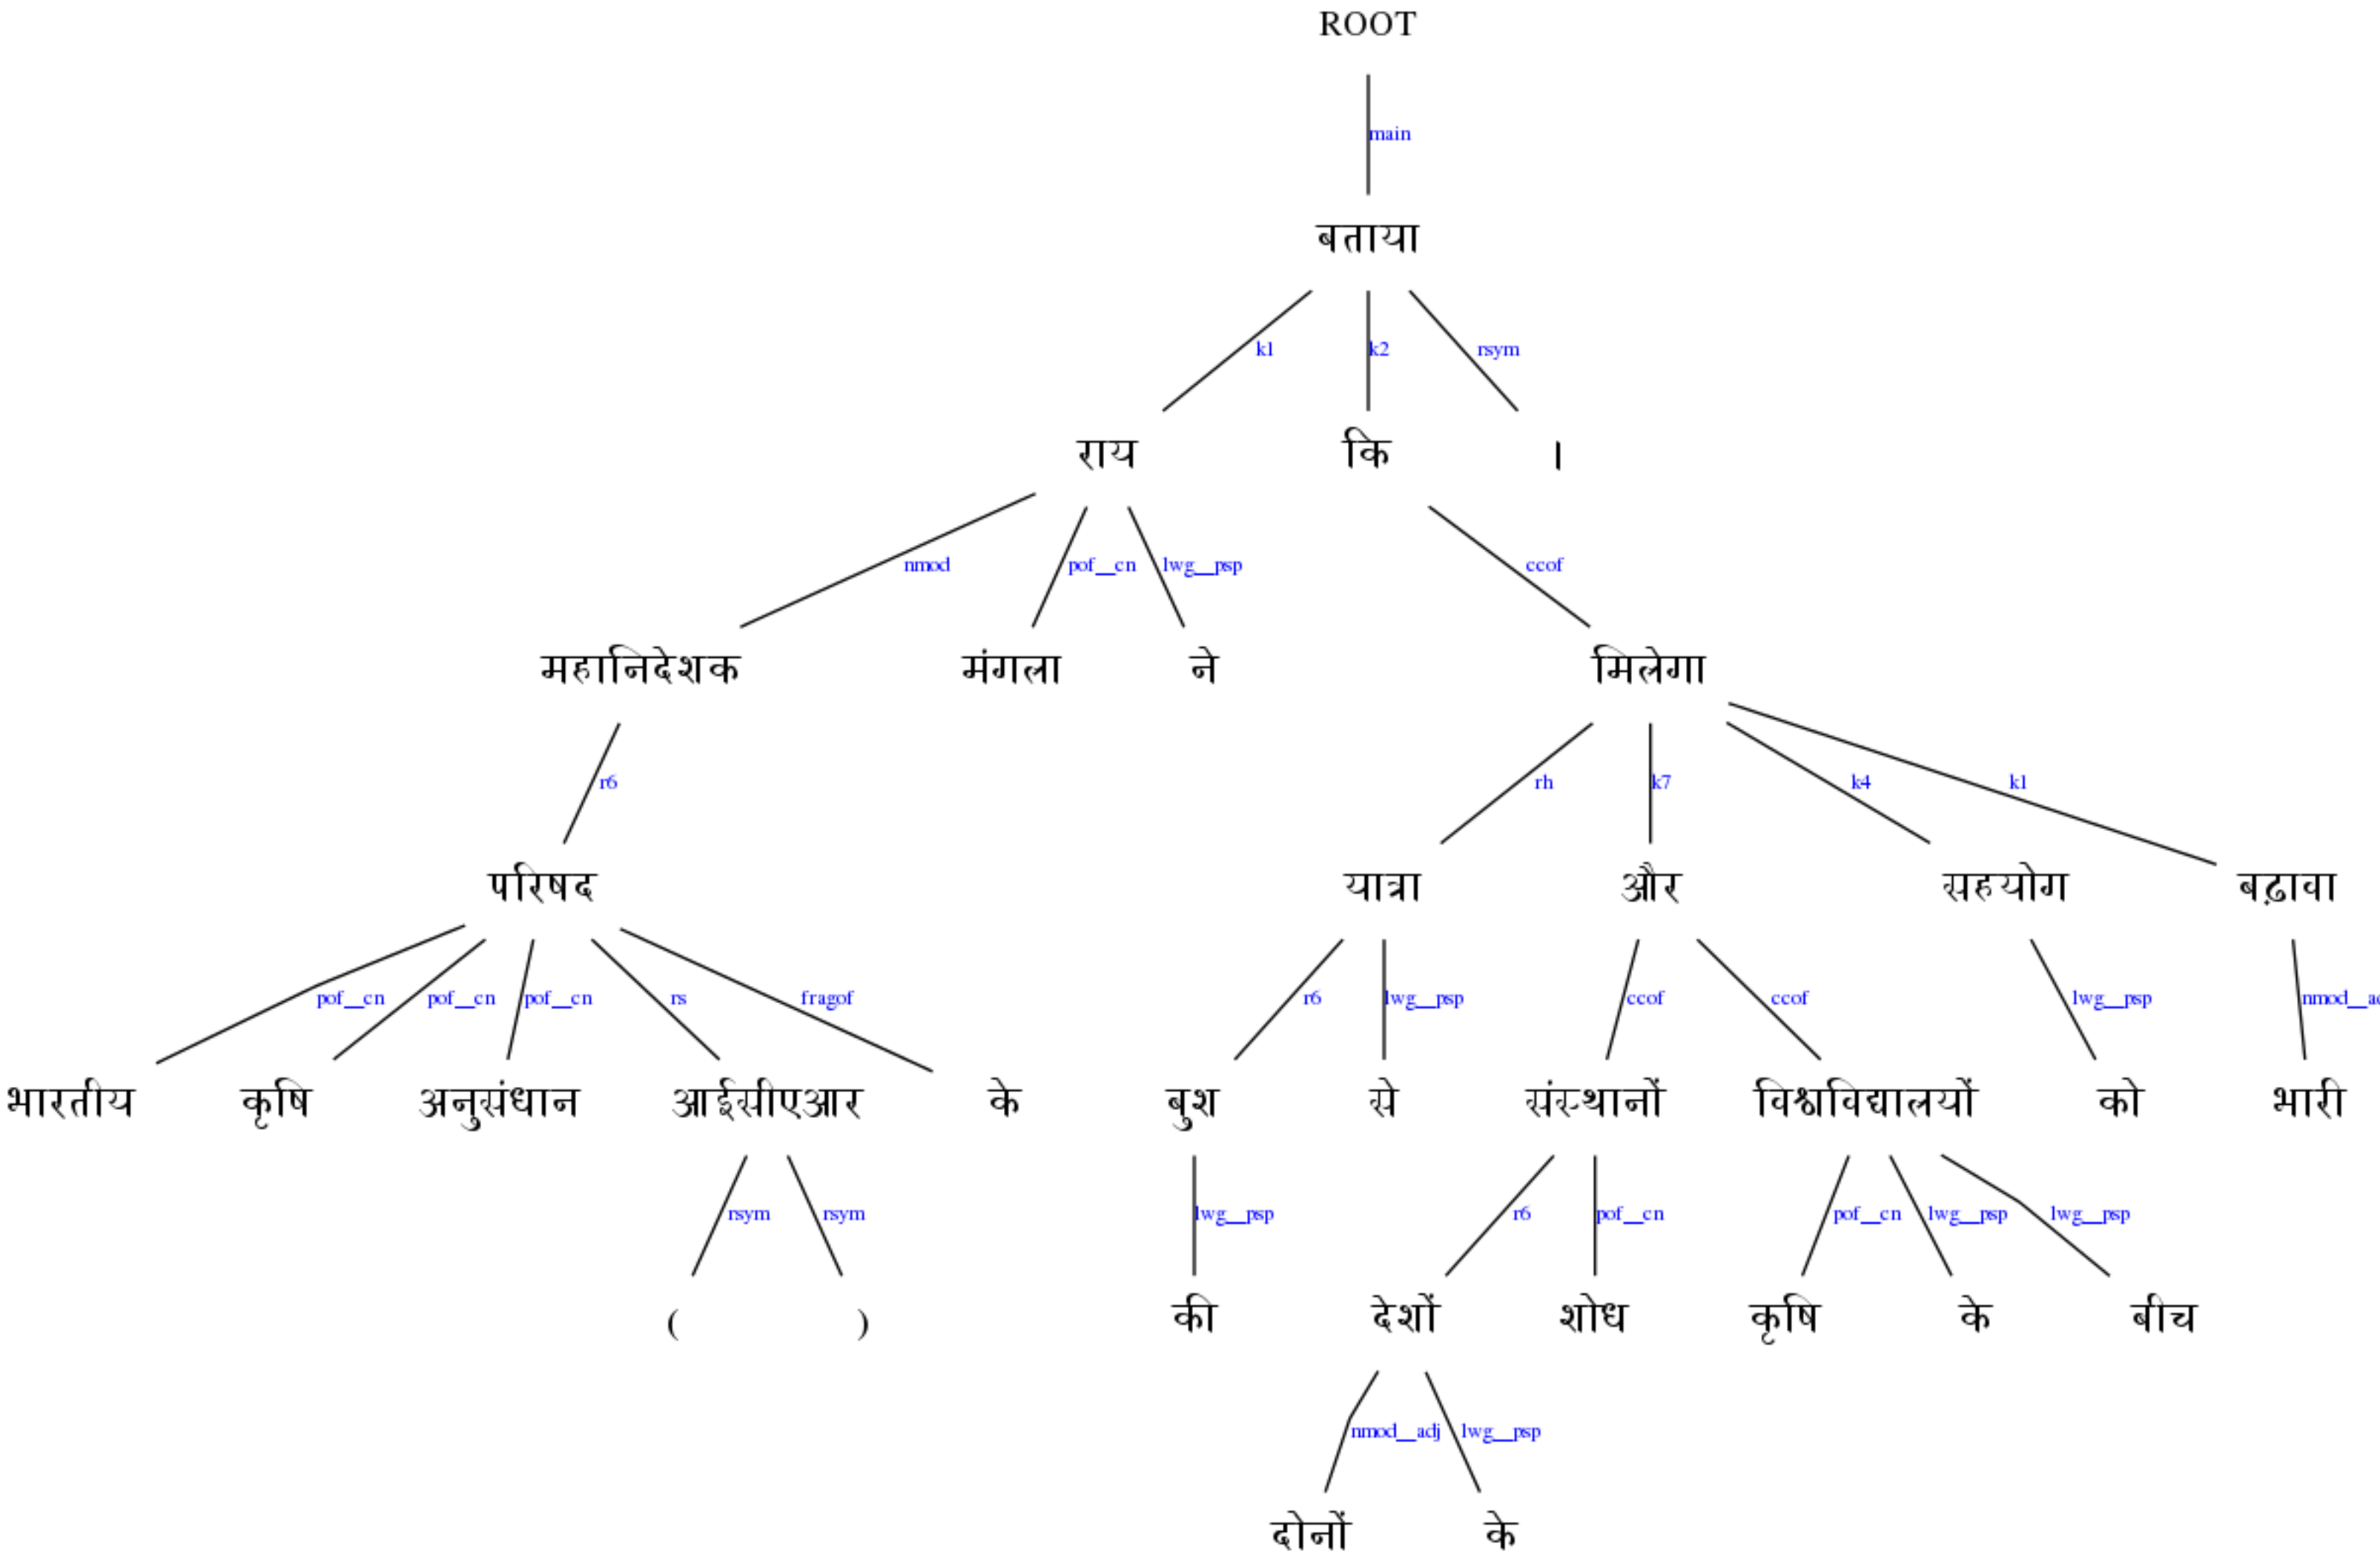 ROOT
main
बताया
k1 k2 rsym
राय कि ।
nmod pof__cn lwg__psp ccof
महानिदेशक मंगला ने मिलेगा
r6 rh k7 k4 k1
परिषद यात्रा और सहयोग बढ़ावा
pof__cn pof__cn pof__cn rs fragof r6 lwg__psp ccof ccof lwg__psp nmod__ad
भारतीय कृषि अनुसंधान आईसीएआर के बुश से संस्थानों विश्वविद्यालयों को भारी
rsym rsym lwg__psp r6 pof__cn pof__cn lwg__psp lwg__psp
( ) की देशों शोध कृषि के बीच
nmod__adj lwg__psp
दोनों के